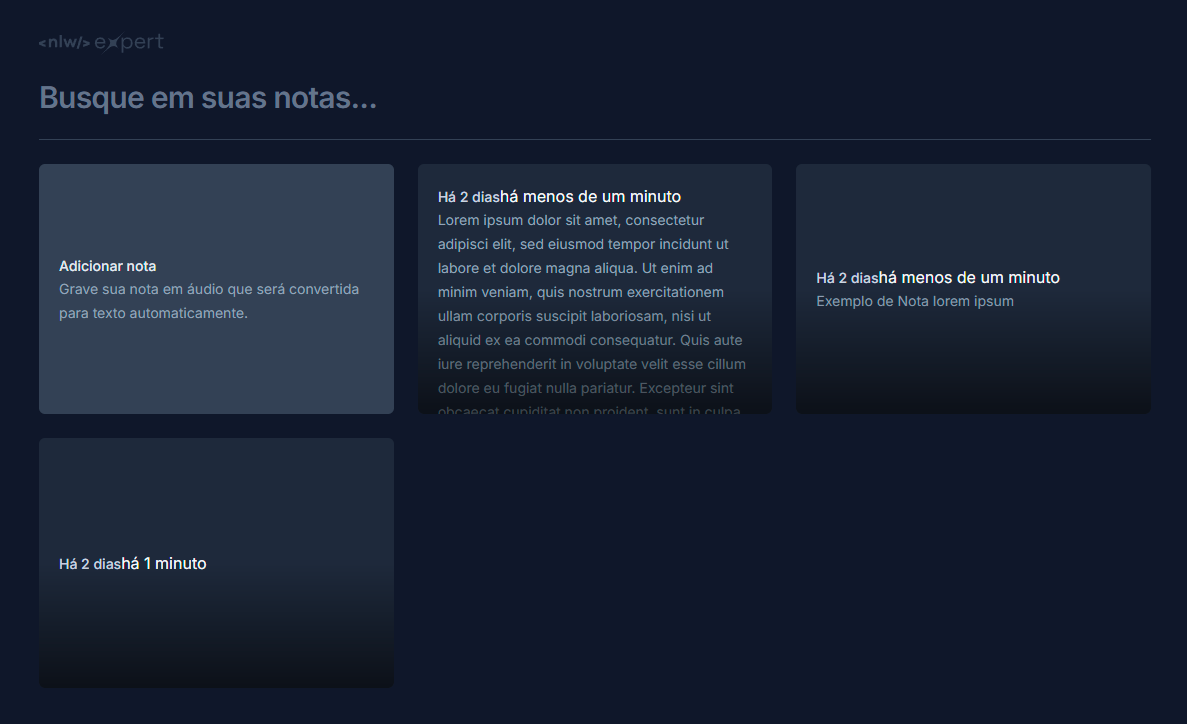 <nlw/> expert
Busque em suas notas...
Adicionar nota
Grave sua nota em áudio que será convertida
para texto automaticamente.
Há 2 diashá menos de um minuto
Lorem ipsum dolor sit amet, consectetur
adipisci elit, sed eiusmod tempor incidunt ut
labore et dolore magna aliqua. Ut enim ad
minim veniam, quis nostrum exercitationem
ullam corporis suscipit laboriosam, nisi ut
aliquid ex ea commodi consequatur. Quis aute
iure reprehenderit in voluptate velit esse cillum
dolore eu fugiat nulla pariatur. Excepteur sint
obcaecat cupiditat non proident, sunt in culpa
Há 2 diashá menos de um minuto
Exemplo de Nota lorem ipsum
Há 2 diashá 1 minuto